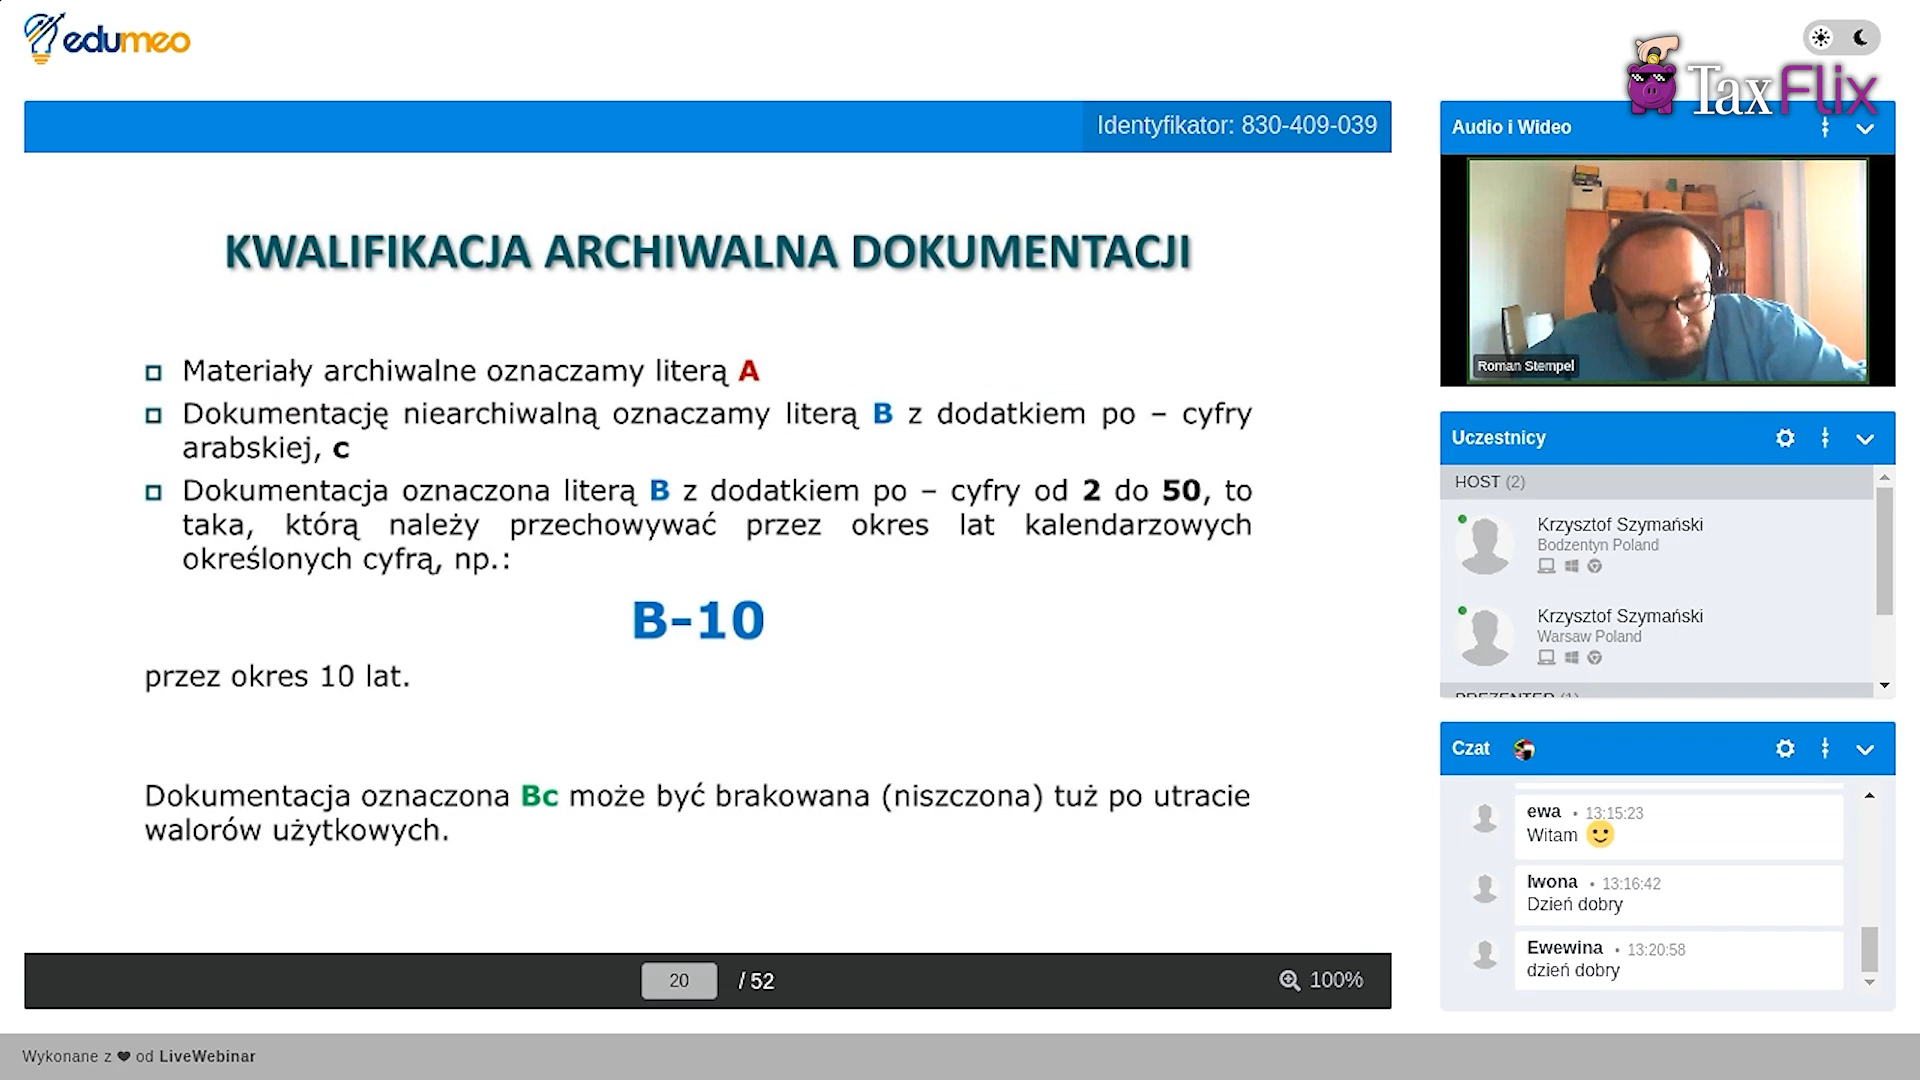 edumeo
TaxFlix
Identyfikator: 830-409-039
KWALIFIKACJA ARCHIWALNA DOKUMENTACJI
Materiały archiwalne oznaczamy literą A
Dokumentację niearchiwalną oznaczamy literą B z dodatkiem po – cyfry
arabskiej, c
Dokumentacja oznaczona literą B z dodatkiem po – cyfry od 2 do 50, to
taka, którą należy przechowywać przez okres lat kalendarzowych
określonych cyfrą, np.:
B-10
przez okres 10 lat.
Dokumentacja oznaczona Bc może być brakowana (niszczona) tuż po utracie
walorów użytkowych.
20 / 52
100%
Audio i Wideo
Roman Stempel
Uczestnicy
HOST (2)
Krzysztof Szymański
Bodzentyn Poland
Krzysztof Szymański
Warsaw Poland
PREZENTER (1)
Czat
ewa • 13:15:23
Witam
Iwona • 13:16:42
Dzień dobry
Ewewina • 13:20:58
dzień dobry
Wykonane z ❤ od LiveWebinar